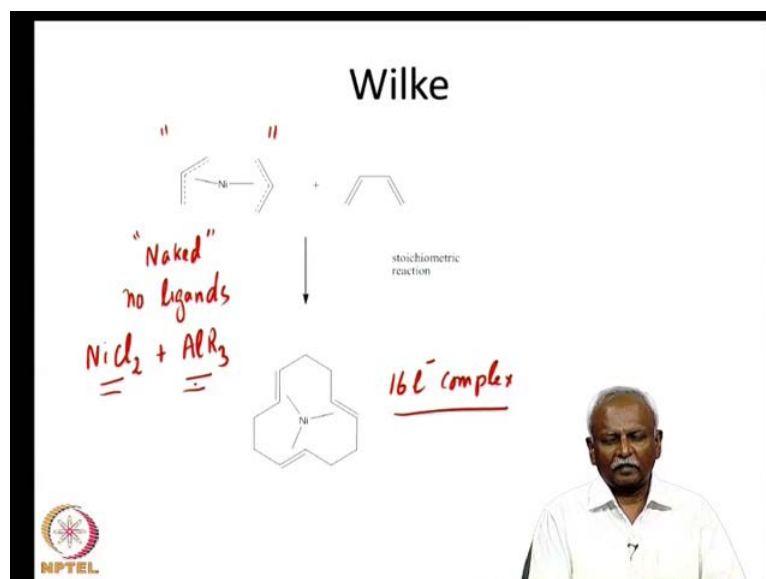 Wilke
"        "
Ni
+
"Naked"
no ligands
NiCl2 + AlR3
stoichiometric
reaction
Ni
16e- complex
NPTEL